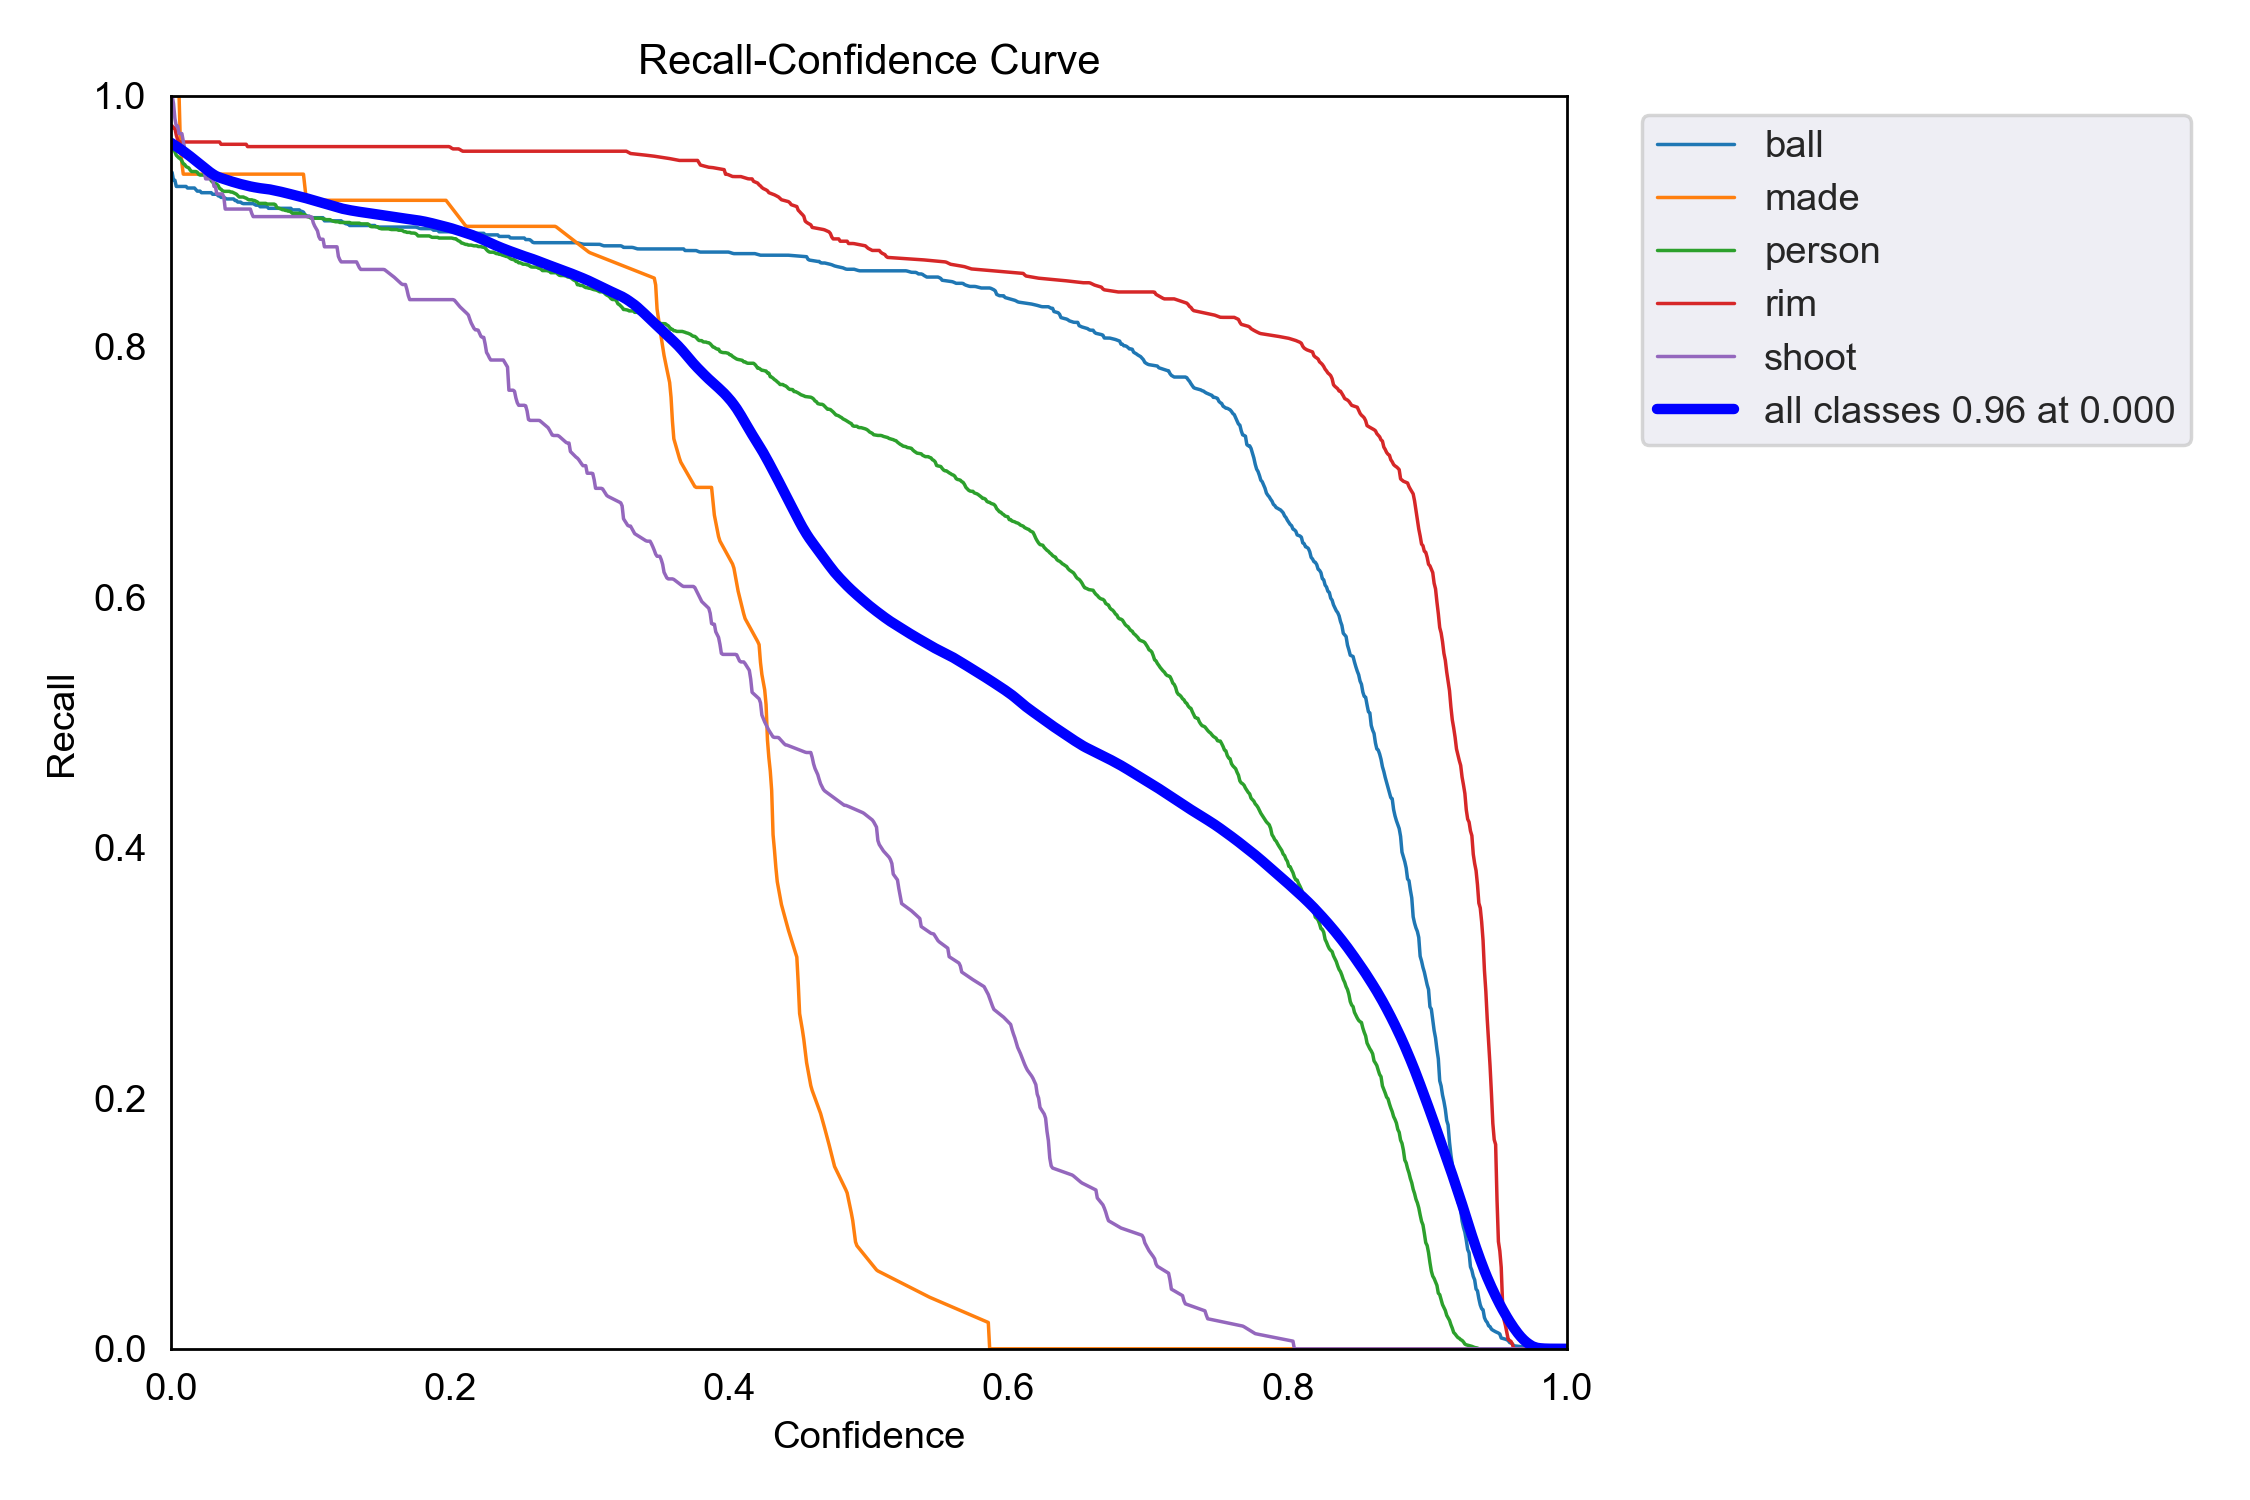 Recall-Confidence Curve
1.0
0.8
0.6
0.4
0.2
0.0
Recall
0.0 0.2 0.4 0.6 0.8 1.0
Confidence
ball
made
person
rim
shoot
all classes 0.96 at 0.000